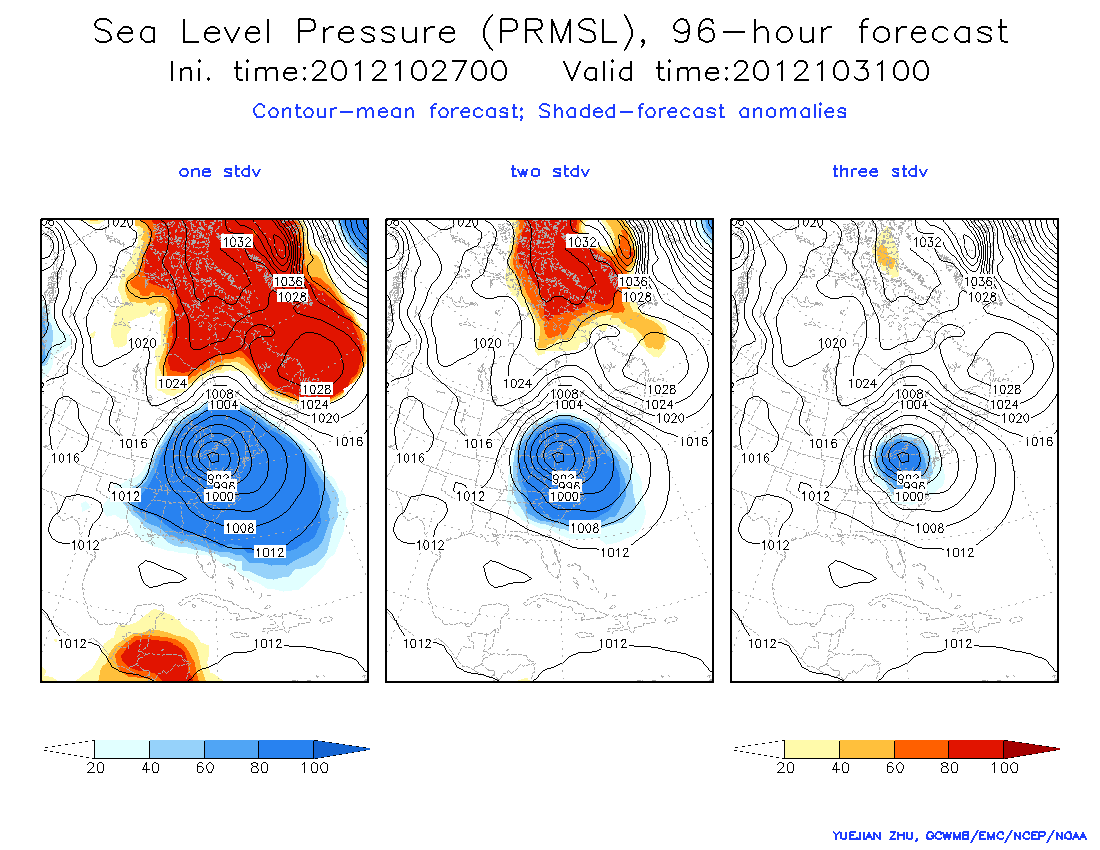 Sea Level Pressure (PRMSL), 96-hour forecast
Ini. time:2012102700 Valid time:2012103100
Contour-mean forecast; Shaded-forecast anomalies
one stdv two stdv three stdv
1020 1020 1020
1032 1032 1032
1036 1036 1036
1028 1028 1028
1020 1020 1020
1024 1028 1024 1028 1024 1028
1008 1008 1008
1004 1024 1004 1024 1004 1024
1020 1020 1020
1016 1016 1016 1016 1016 1016
1016 1016 1016
996 996 996
1012 1000 1012 1000 1012 1000
1008 1008 1008
1012 1012 1012 1012 1012 1012
1012 1012 1012 1012 1012 1012
20 40 60 80 100 20 40 60 80 100
YUEJIAN ZHU, GCWMB/EMC/NCEP/NOAA